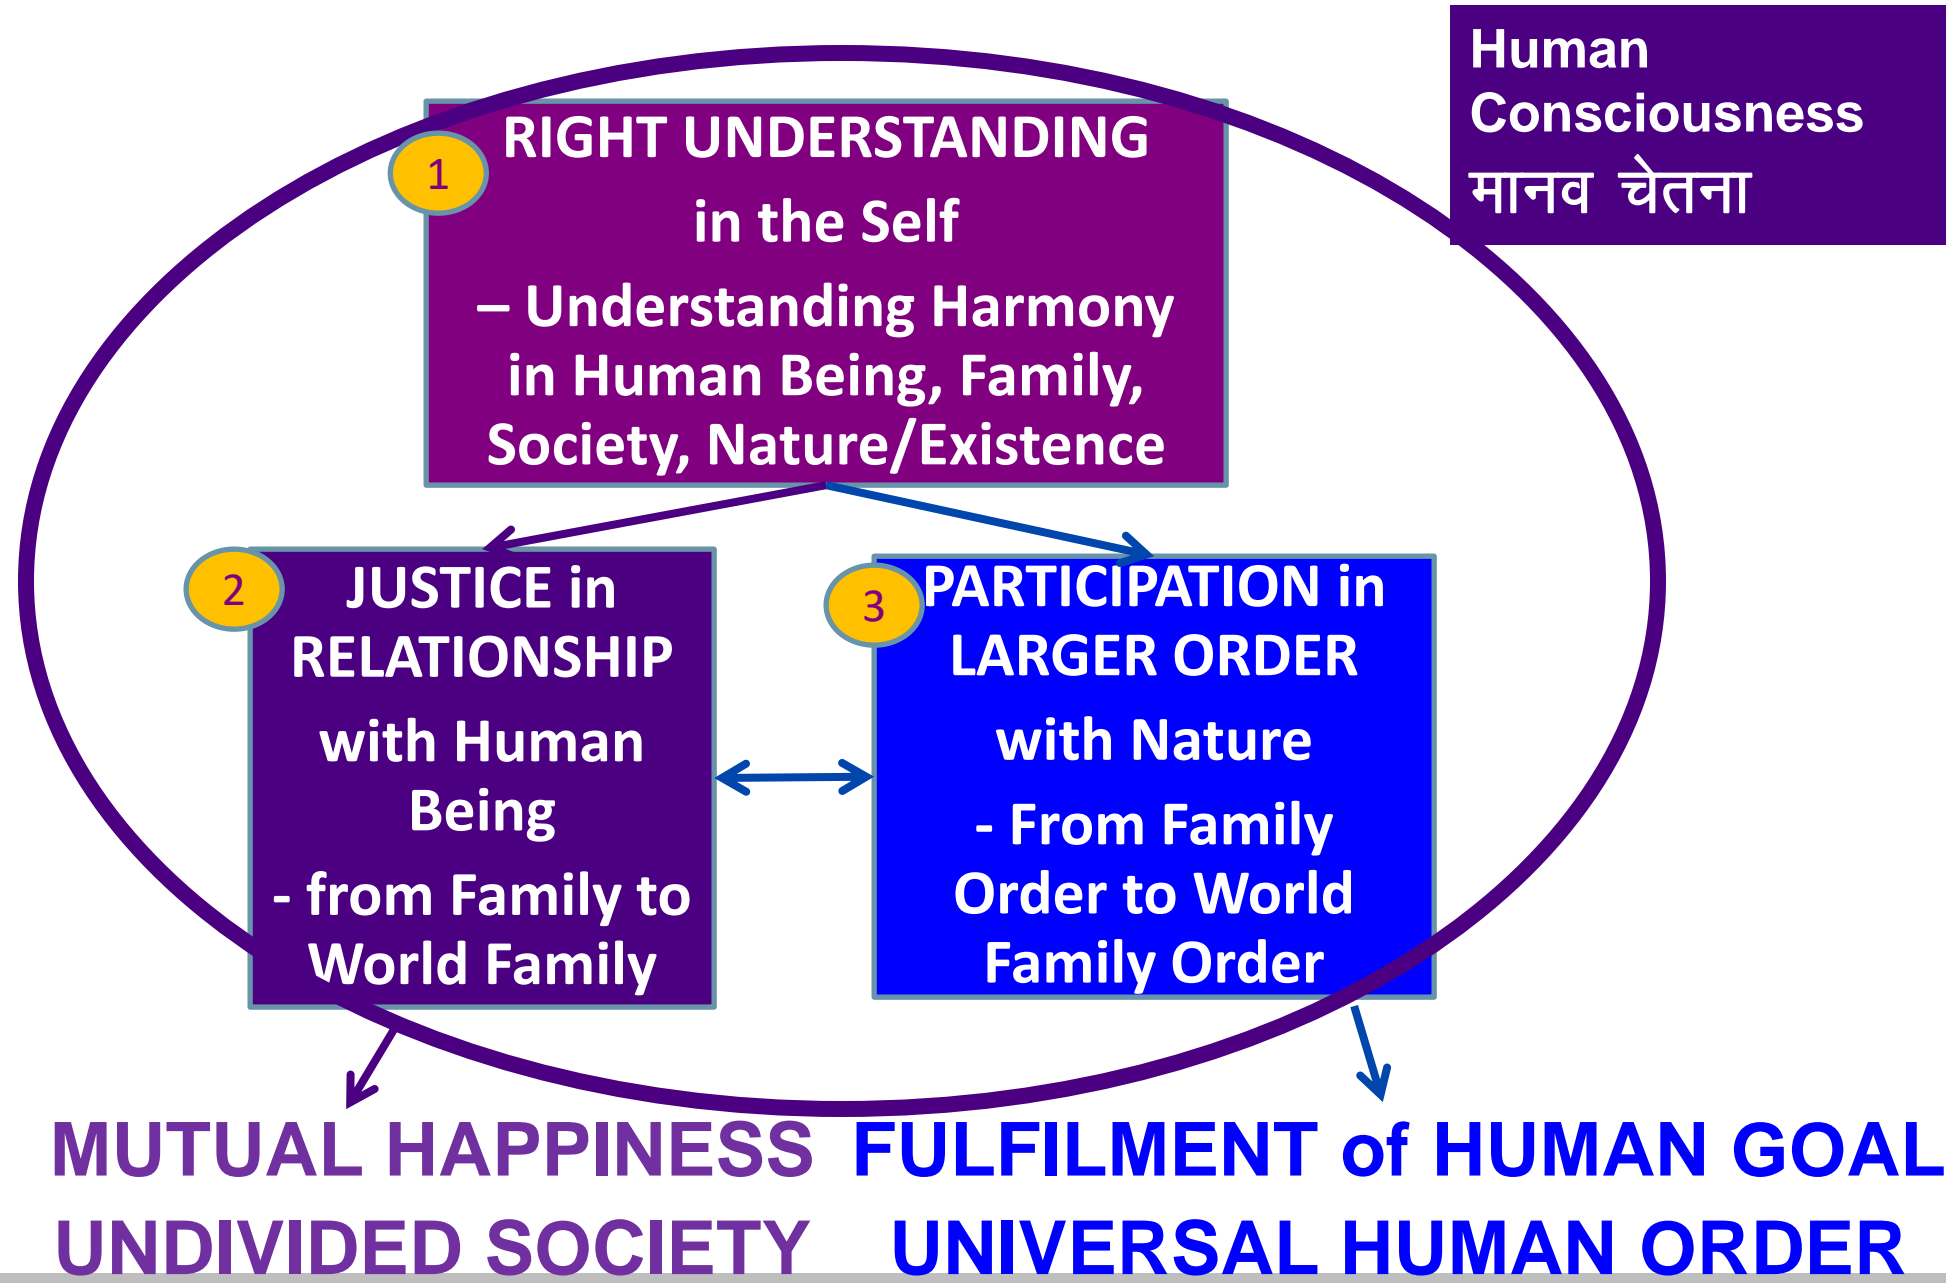 Human
Consciousness
मानव चेतना
1
RIGHT UNDERSTANDING
in the Self
– Understanding Harmony
in Human Being, Family,
Society, Nature/Existence
2
JUSTICE in
RELATIONSHIP
with Human
Being
- from Family to
World Family
3
PARTICIPATION in
LARGER ORDER
with Nature
- From Family
Order to World
Family Order
MUTUAL HAPPINESS
UNDIVIDED SOCIETY
FULFILMENT of HUMAN GOAL
UNIVERSAL HUMAN ORDER